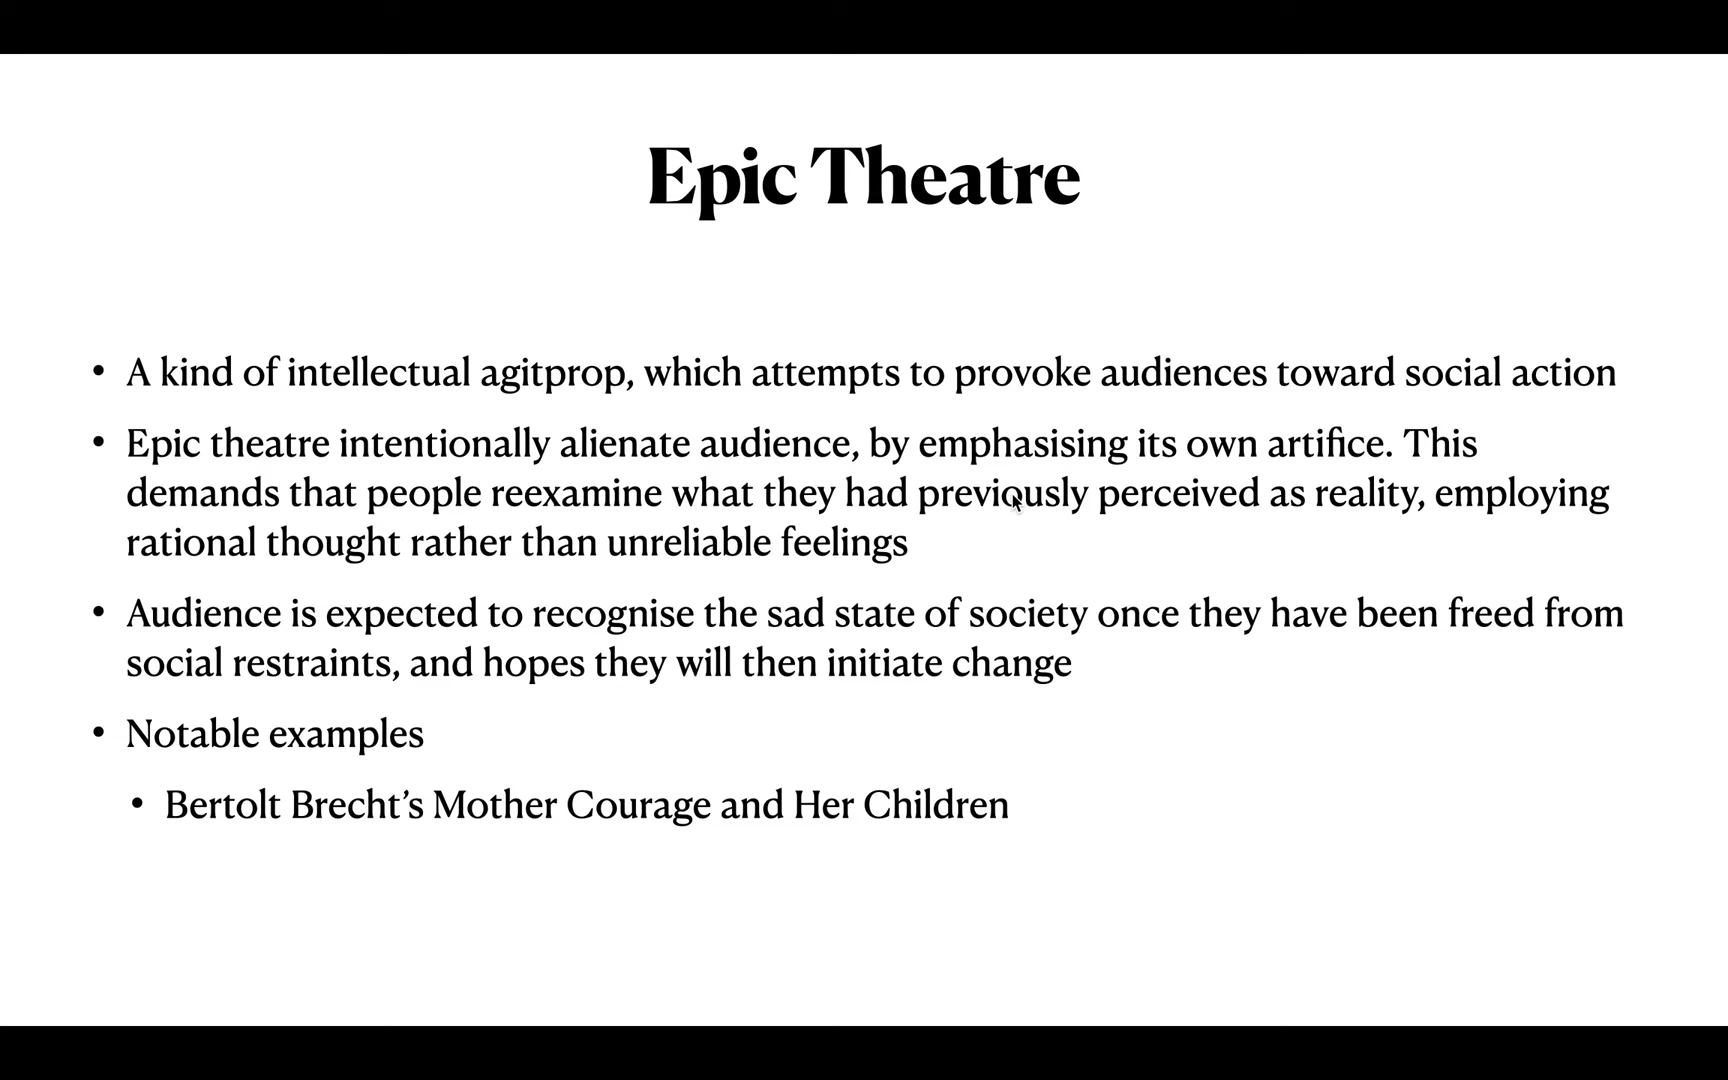 Epic Theatre
• A kind of intellectual agitprop, which attempts to provoke audiences toward social action
• Epic theatre intentionally alienate audience, by emphasising its own artifice. This
demands that people reexamine what they had previously perceived as reality, employing
rational thought rather than unreliable feelings
• Audience is expected to recognise the sad state of society once they have been freed from
social restraints, and hopes they will then initiate change
• Notable examples
• Bertolt Brecht’s Mother Courage and Her Children